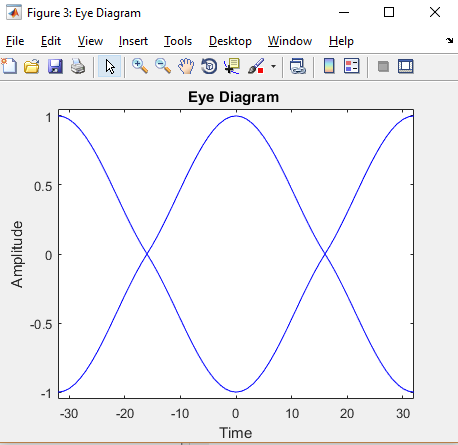 Figure 3: Eye Diagram
File Edit View Insert Tools Desktop Window Help
Eye Diagram
1
0.5
0
-0.5
-1
Amplitude
-30 -20 -10 0 10 20 30
Time